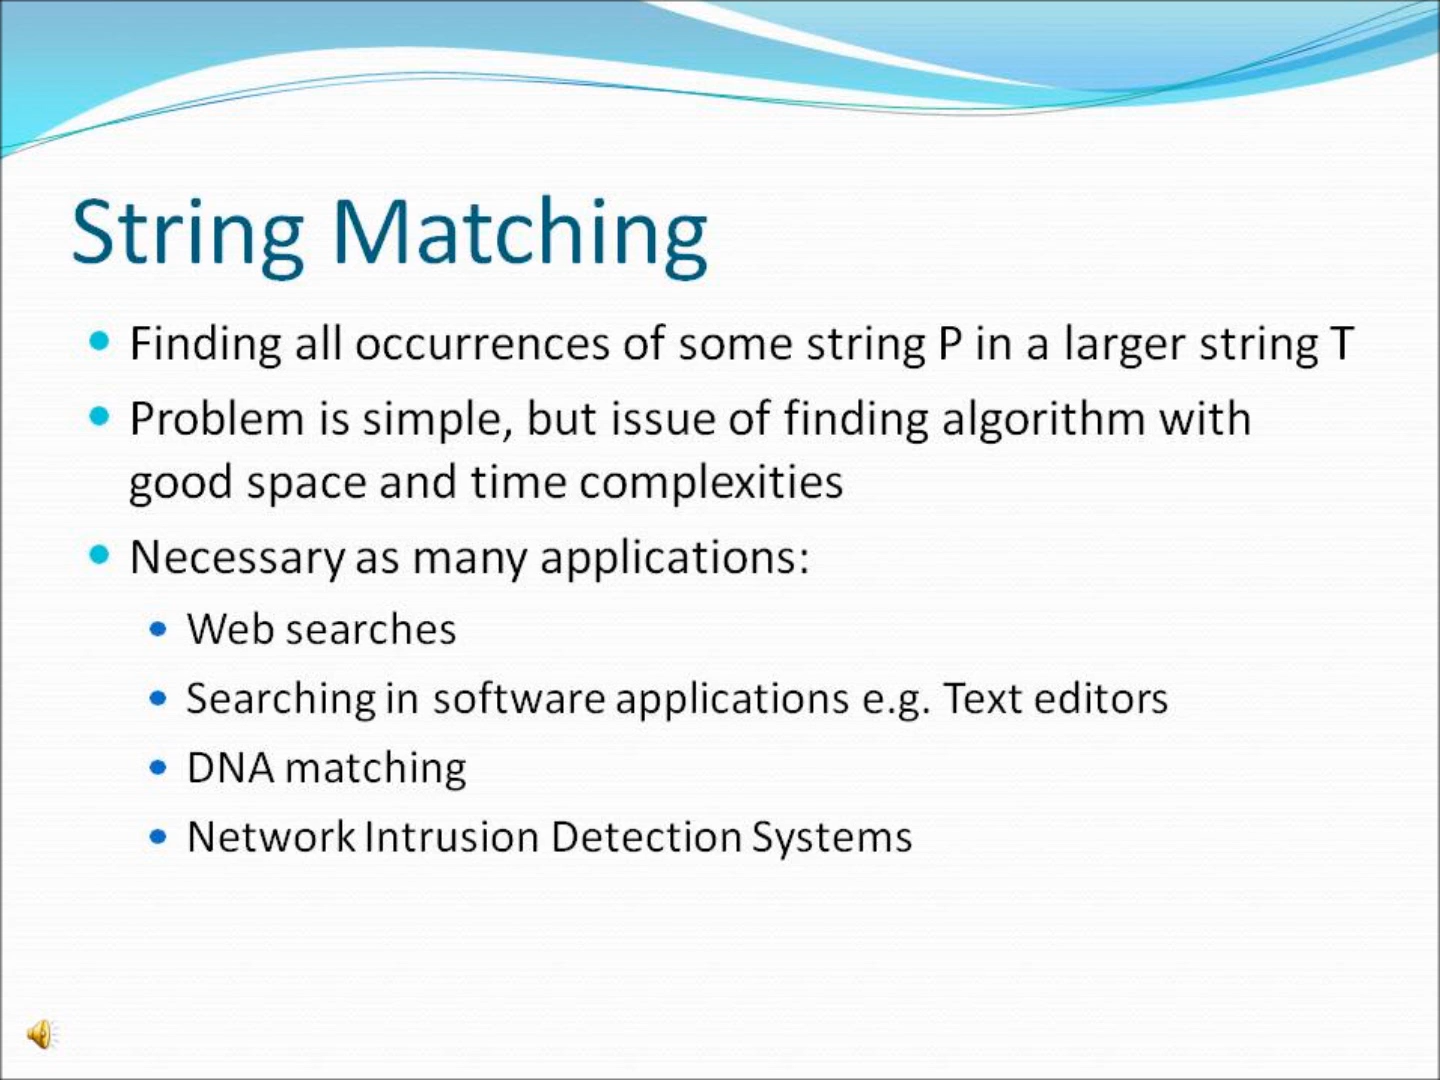 String Matching
Finding all occurrences of some string P in a larger string T
Problem is simple, but issue of finding algorithm with
good space and time complexities
Necessary as many applications:
Web searches
Searching in software applications e.g. Text editors
DNA matching
Network Intrusion Detection Systems